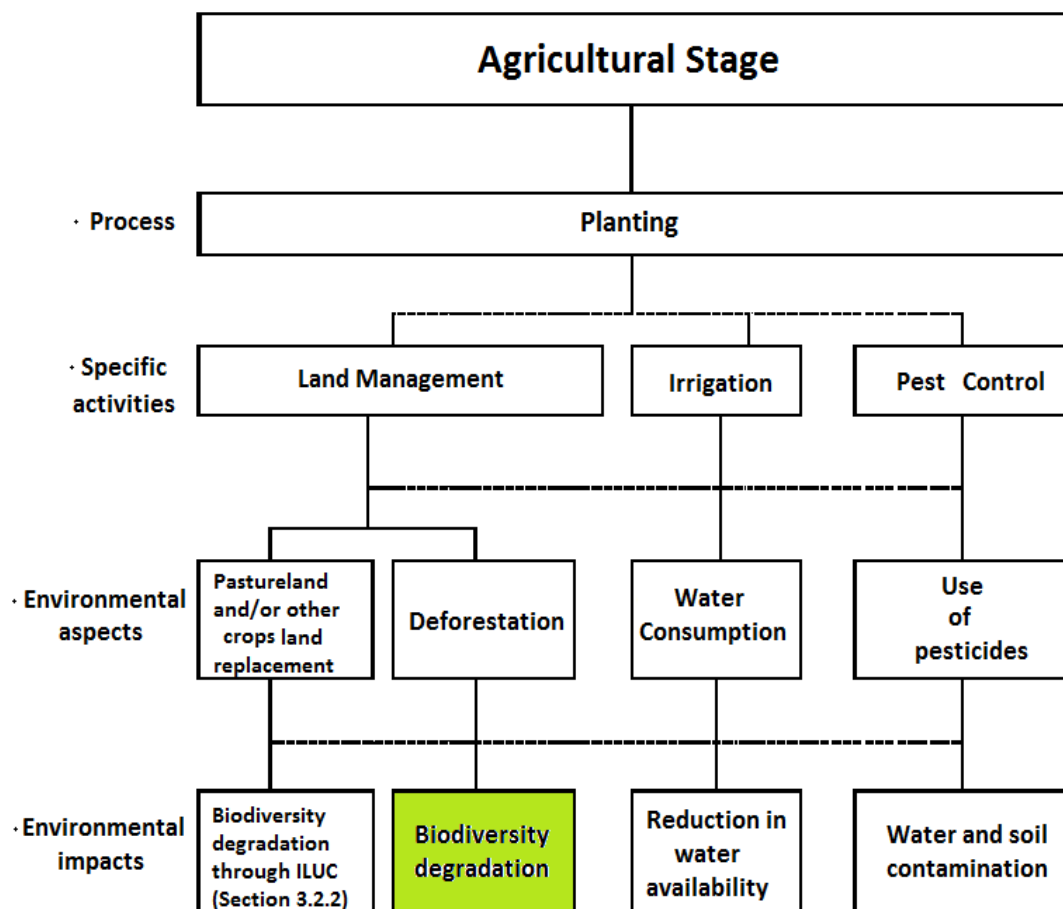 Agricultural Stage
Process
Planting
Specific
activities
Land Management
Irrigation
Pest Control
Environmental
aspects
Pastureland
and/or other
crops land
replacement
Deforestation
Water
Consumption
Use
of
pesticides
Environmental
impacts
Biodiversity
degradation
through ILUC
(Section 3.2.2)
Biodiversity
degradation
Reduction in
water
availability
Water and soil
contamination